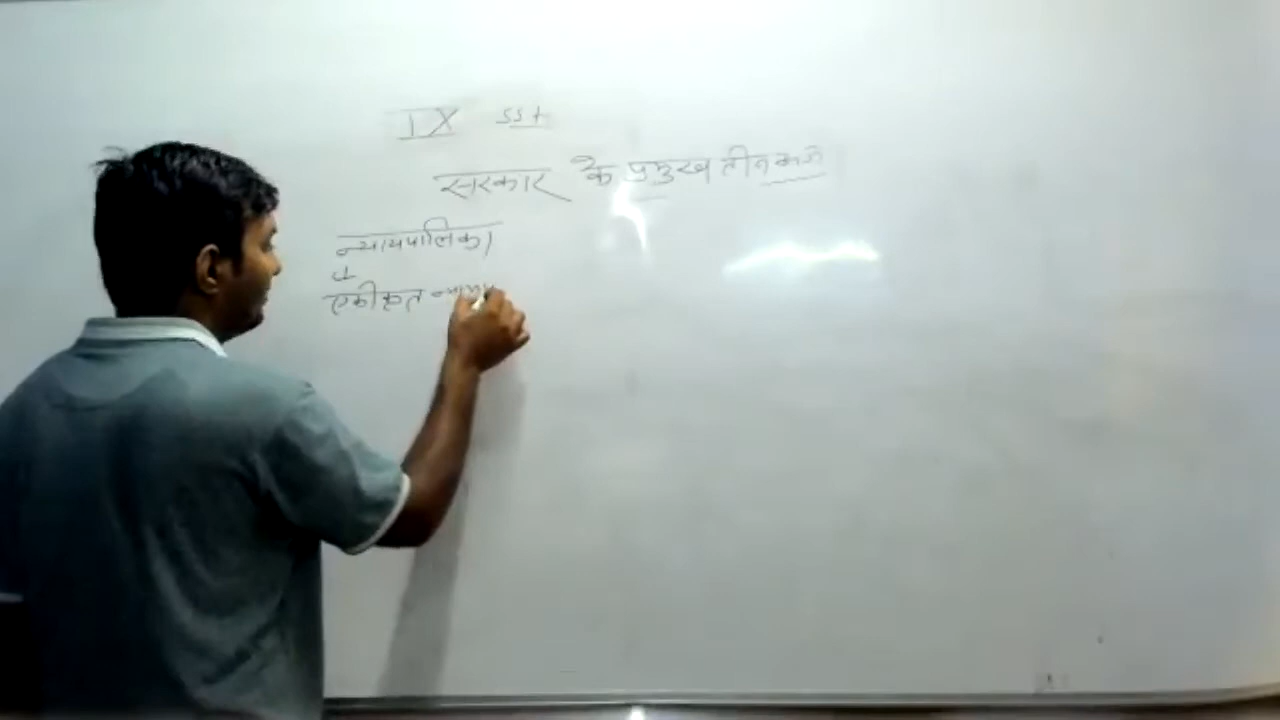 IX SST
सरकार के प्रमुख तीन
न्यायपालिका
एकीकृत